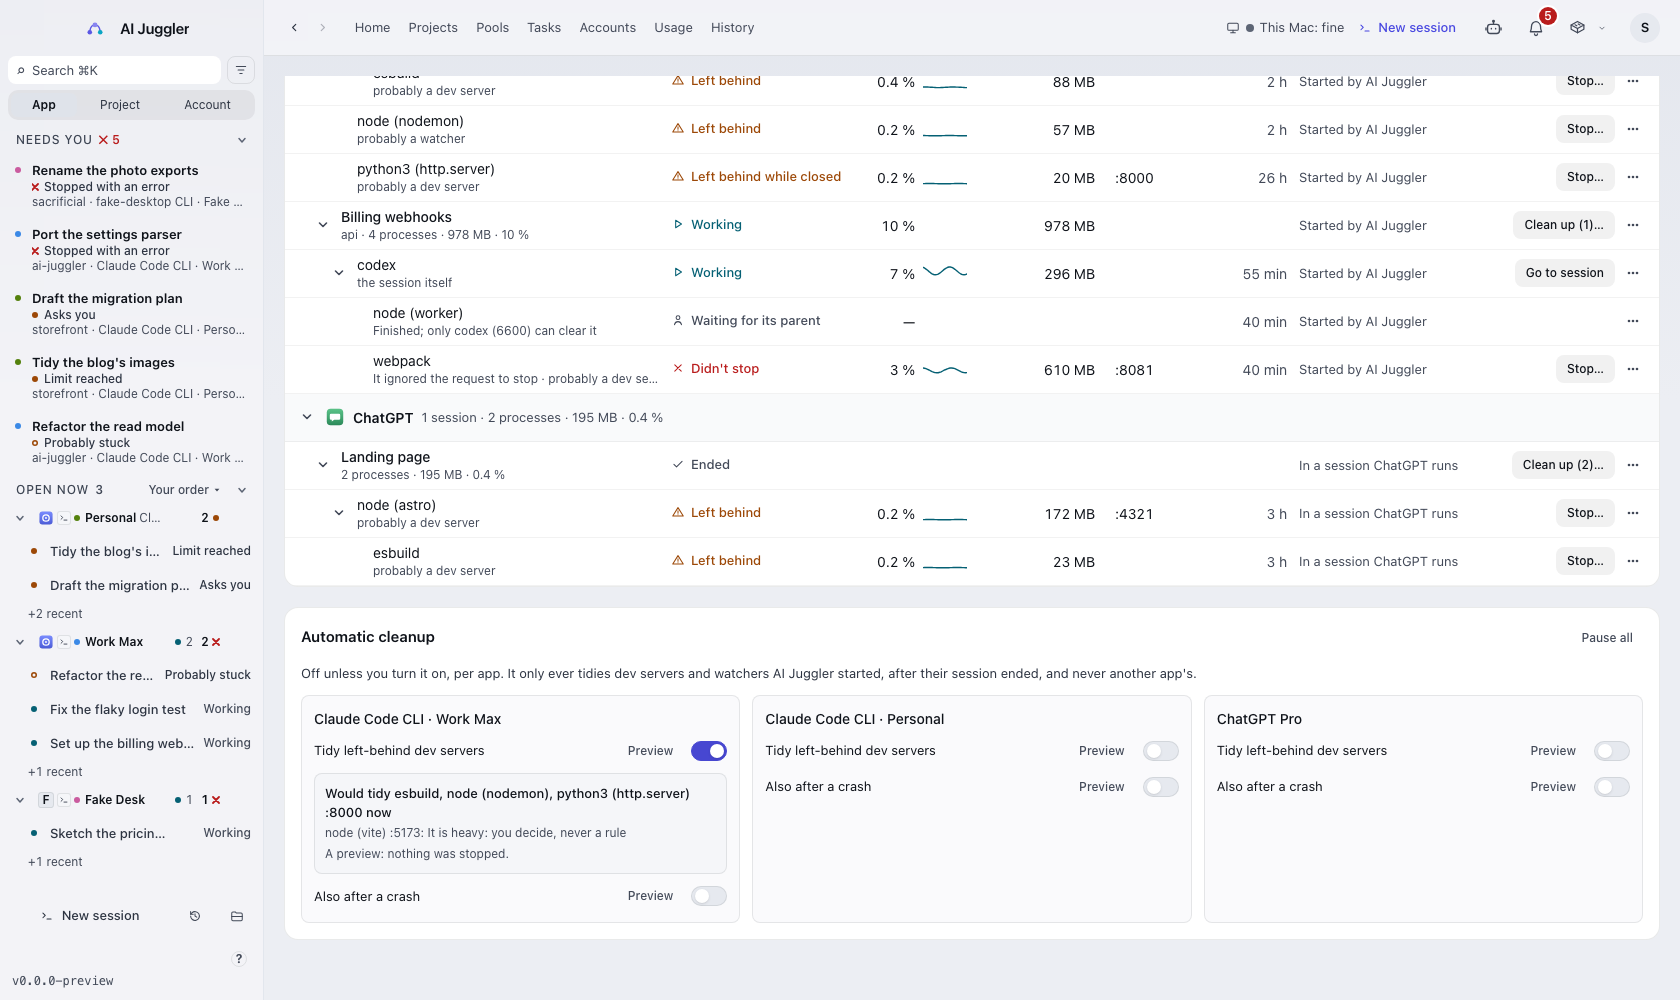 AI Juggler
Search ⌘K
App Project Account
NEEDS YOU 5
Rename the photo exports
Stopped with an error
sacrificial · fake-desktop CLI · Fake ...
Port the settings parser
Stopped with an error
ai-juggler · Claude Code CLI · Work ...
Draft the migration plan
Asks you
storefront · Claude Code CLI · Perso...
Tidy the blog's images
Limit reached
storefront · Claude Code CLI · Perso...
Refactor the read model
Probably stuck
ai-juggler · Claude Code CLI · Work ...
OPEN NOW 3 Your order
Personal Cl... 2
Tidy the blog's i... Limit reached
Draft the migration p... Asks you
+2 recent
Work Max 2 2
Refactor the re... Probably stuck
Fix the flaky login test Working
Set up the billing web... Working
+1 recent
F Fake Desk 1 1
Sketch the pricin... Working
+1 recent
New session
?
v0.0.0-preview
Home Projects Pools Tasks Accounts Usage History
This Mac: fine New session 5 S
esbuild
probably a dev server
Left behind 0.4 % 88 MB 2 h Started by AI Juggler Stop... ...
node (nodemon)
probably a watcher
Left behind 0.2 % 57 MB 2 h Started by AI Juggler Stop... ...
python3 (http.server)
probably a dev server
Left behind while closed 0.2 % 20 MB :8000 26 h Started by AI Juggler Stop... ...
Billing webhooks
api · 4 processes · 978 MB · 10 %
Working 10 % 978 MB Started by AI Juggler Clean up (1)... ...
codex
the session itself
Working 7 % 296 MB 55 min Started by AI Juggler Go to session ...
node (worker)
Finished; only codex (6600) can clear it
Waiting for its parent — 40 min Started by AI Juggler ...
webpack
It ignored the request to stop · probably a dev se...
Didn't stop 3 % 610 MB :8081 40 min Started by AI Juggler Stop... ...
ChatGPT 1 session · 2 processes · 195 MB · 0.4 %
Landing page
2 processes · 195 MB · 0.4 %
Ended In a session ChatGPT runs Clean up (2)... ...
node (astro)
probably a dev server
Left behind 0.2 % 172 MB :4321 3 h In a session ChatGPT runs Stop... ...
esbuild
probably a dev server
Left behind 0.2 % 23 MB 3 h In a session ChatGPT runs Stop... ...
Automatic cleanup Pause all
Off unless you turn it on, per app. It only ever tidies dev servers and watchers AI Juggler started, after their session ended, and never another app's.
Claude Code CLI · Work Max
Tidy left-behind dev servers Preview
Would tidy esbuild, node (nodemon), python3 (http.server)
:8000 now
node (vite) :5173: It is heavy: you decide, never a rule
A preview: nothing was stopped.
Also after a crash Preview
Claude Code CLI · Personal
Tidy left-behind dev servers Preview
Also after a crash Preview
ChatGPT Pro
Tidy left-behind dev servers Preview
Also after a crash Preview